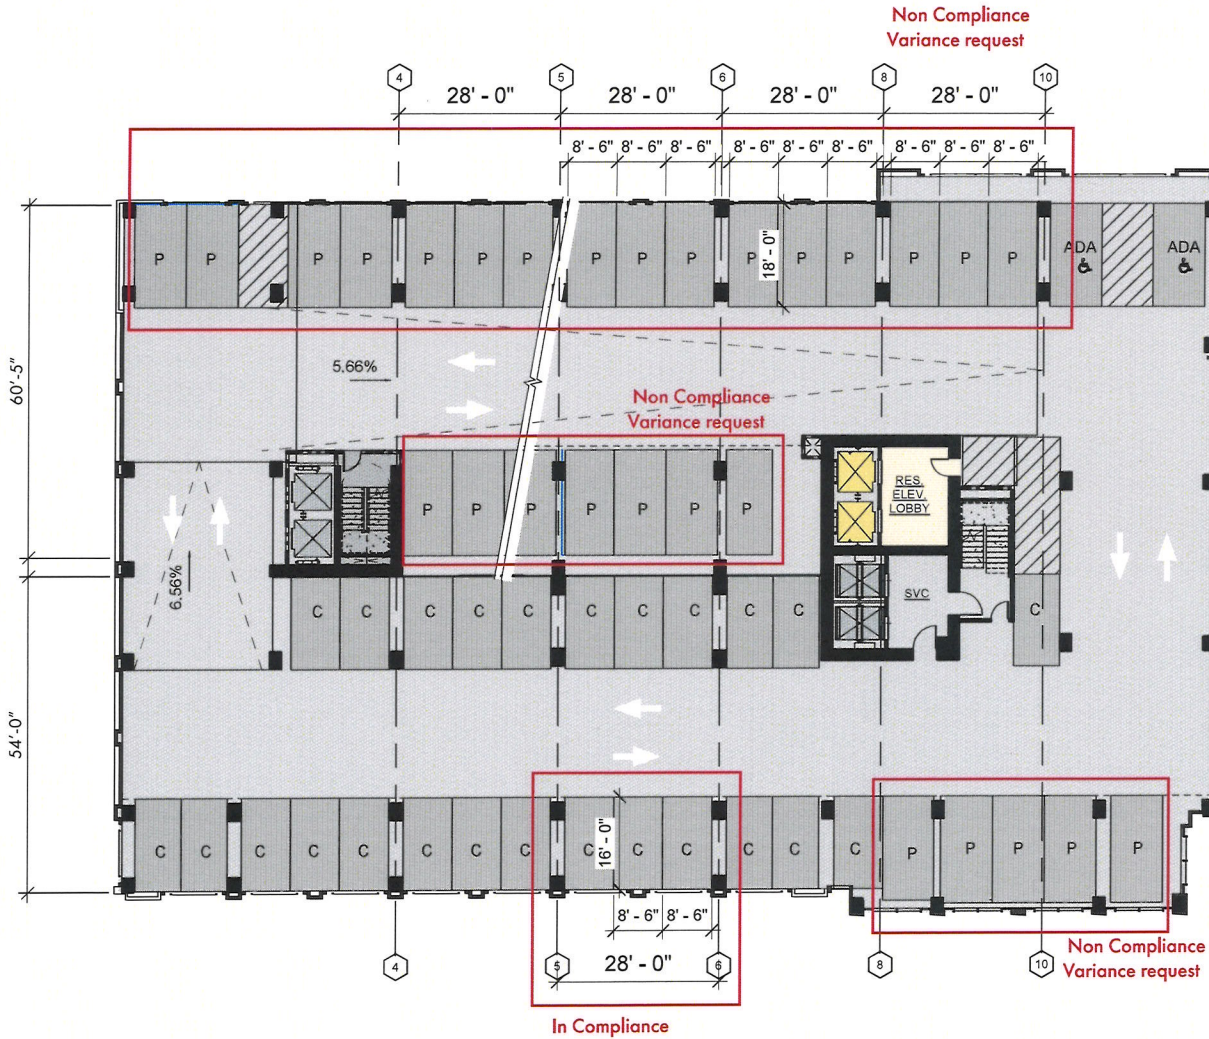 Non Compliance
Variance request
4 5 6 8 10
28' - 0" 28' - 0" 28' - 0" 28' - 0"
8' - 6" 8' - 6" 8' - 6" 8' - 6" 8' - 6" 8' - 6" 8' - 6" 8' - 6" 8' - 6"
P P P P P P P P P P P P P P P P ADA ADA
18' - 0"
60'-5"
5.66%
Non Compliance
Variance request
RES.
ELEV.
LOBBY
P P P P P P P
6.56%
SVC
C C C C C C C C C C C
54'-0"
C C C C C C C C C C C C C C P P P P P
16' - 0"
8' - 6" 8' - 6"
28' - 0"
4 5 6 8 10
Non Compliance
Variance request
In Compliance